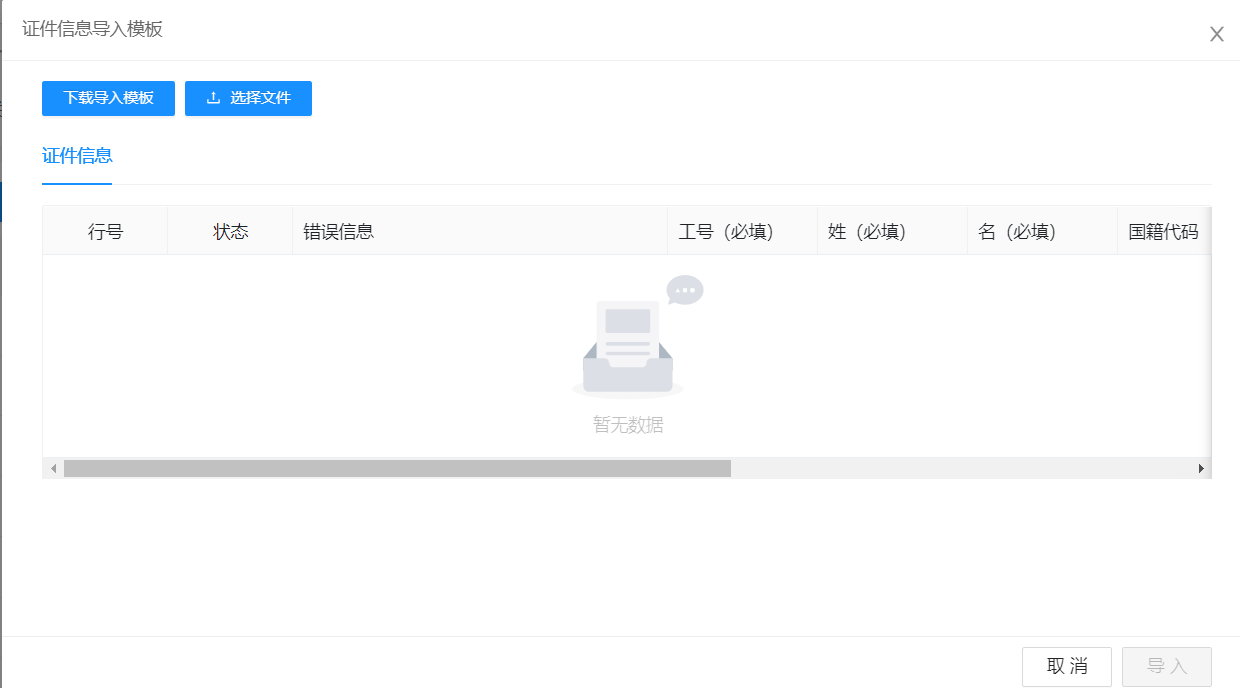 证件信息导入模板
下载导入模板 选择文件
证件信息
行号 状态 错误信息 工号（必填） 姓（必填） 名（必填） 国籍代码
暂无数据
取 消 导 入